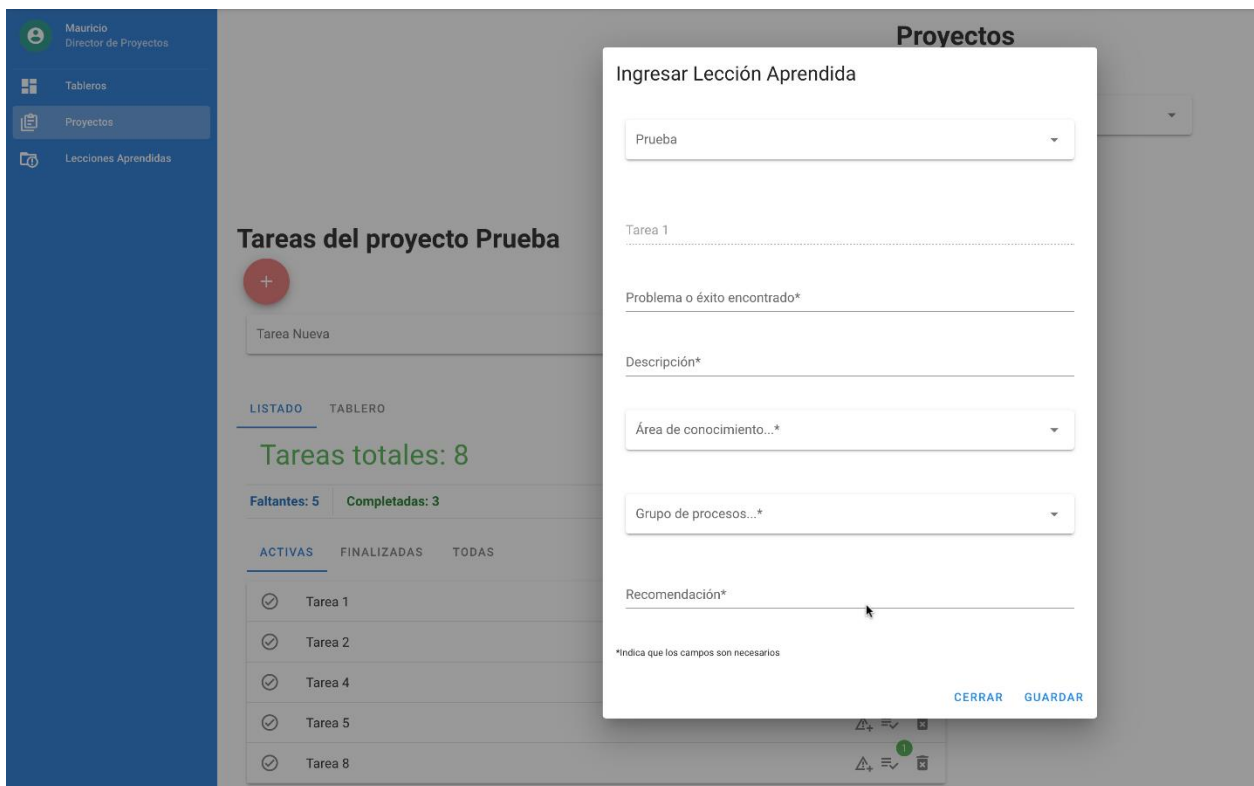 Mauricio
Director de Proyectos
Tableros
Proyectos
Lecciones Aprendidas
Proyectos
Tareas del proyecto Prueba
+
Tarea Nueva
LISTADO TABLERO
Tareas totales: 8
Faltantes: 5 Completadas: 3
ACTIVAS FINALIZADAS TODAS
Tarea 1
Tarea 2
Tarea 4
Tarea 5
Tarea 8
1
Ingresar Lección Aprendida
Prueba
Tarea 1
Problema o éxito encontrado*
Descripción*
Área de conocimiento...*
Grupo de procesos...*
Recomendación*
*Indica que los campos son necesarios
CERRAR GUARDAR